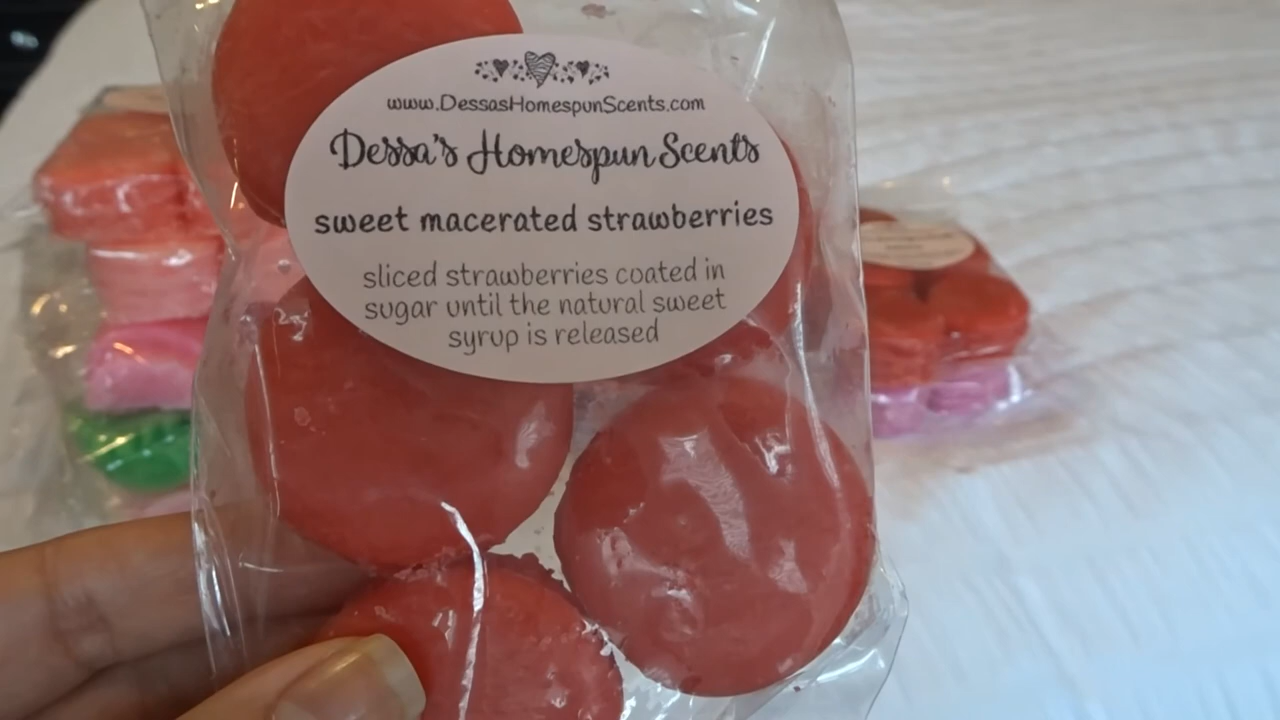 www.DessasHomespunScents.com
Dessa's Homespun Scents
sweet macerated strawberries
sliced strawberries coated in
sugar until the natural sweet
syrup is released